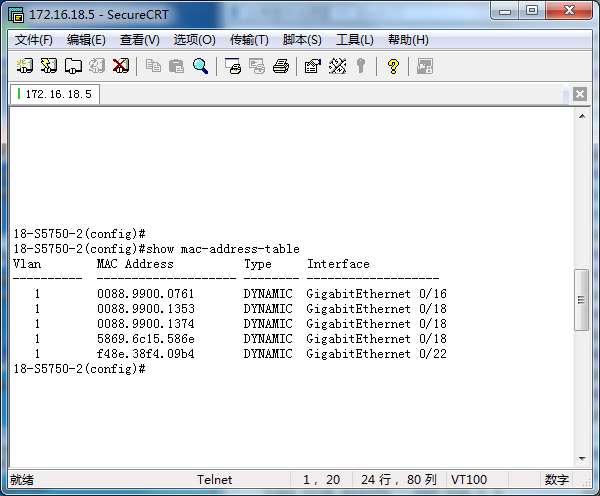 172.16.18.5 - SecureCRT
文件(F) 编辑(E) 查看(V) 选项(O) 传输(T) 脚本(S) 工具(L) 帮助(H)
172.16.18.5
18-S5750-2(config)#
18-S5750-2(config)#show mac-address-table
Vlan MAC Address Type Interface
---------- -------------------- -------- -------------------
1 0088.9900.0761 DYNAMIC GigabitEthernet 0/16
1 0088.9900.1353 DYNAMIC GigabitEthernet 0/18
1 0088.9900.1374 DYNAMIC GigabitEthernet 0/18
1 5869.6c15.586e DYNAMIC GigabitEthernet 0/18
1 f48e.38f4.09b4 DYNAMIC GigabitEthernet 0/22
18-S5750-2(config)#
就绪 Telnet 1, 20 24 行, 80 列 VT100 数字